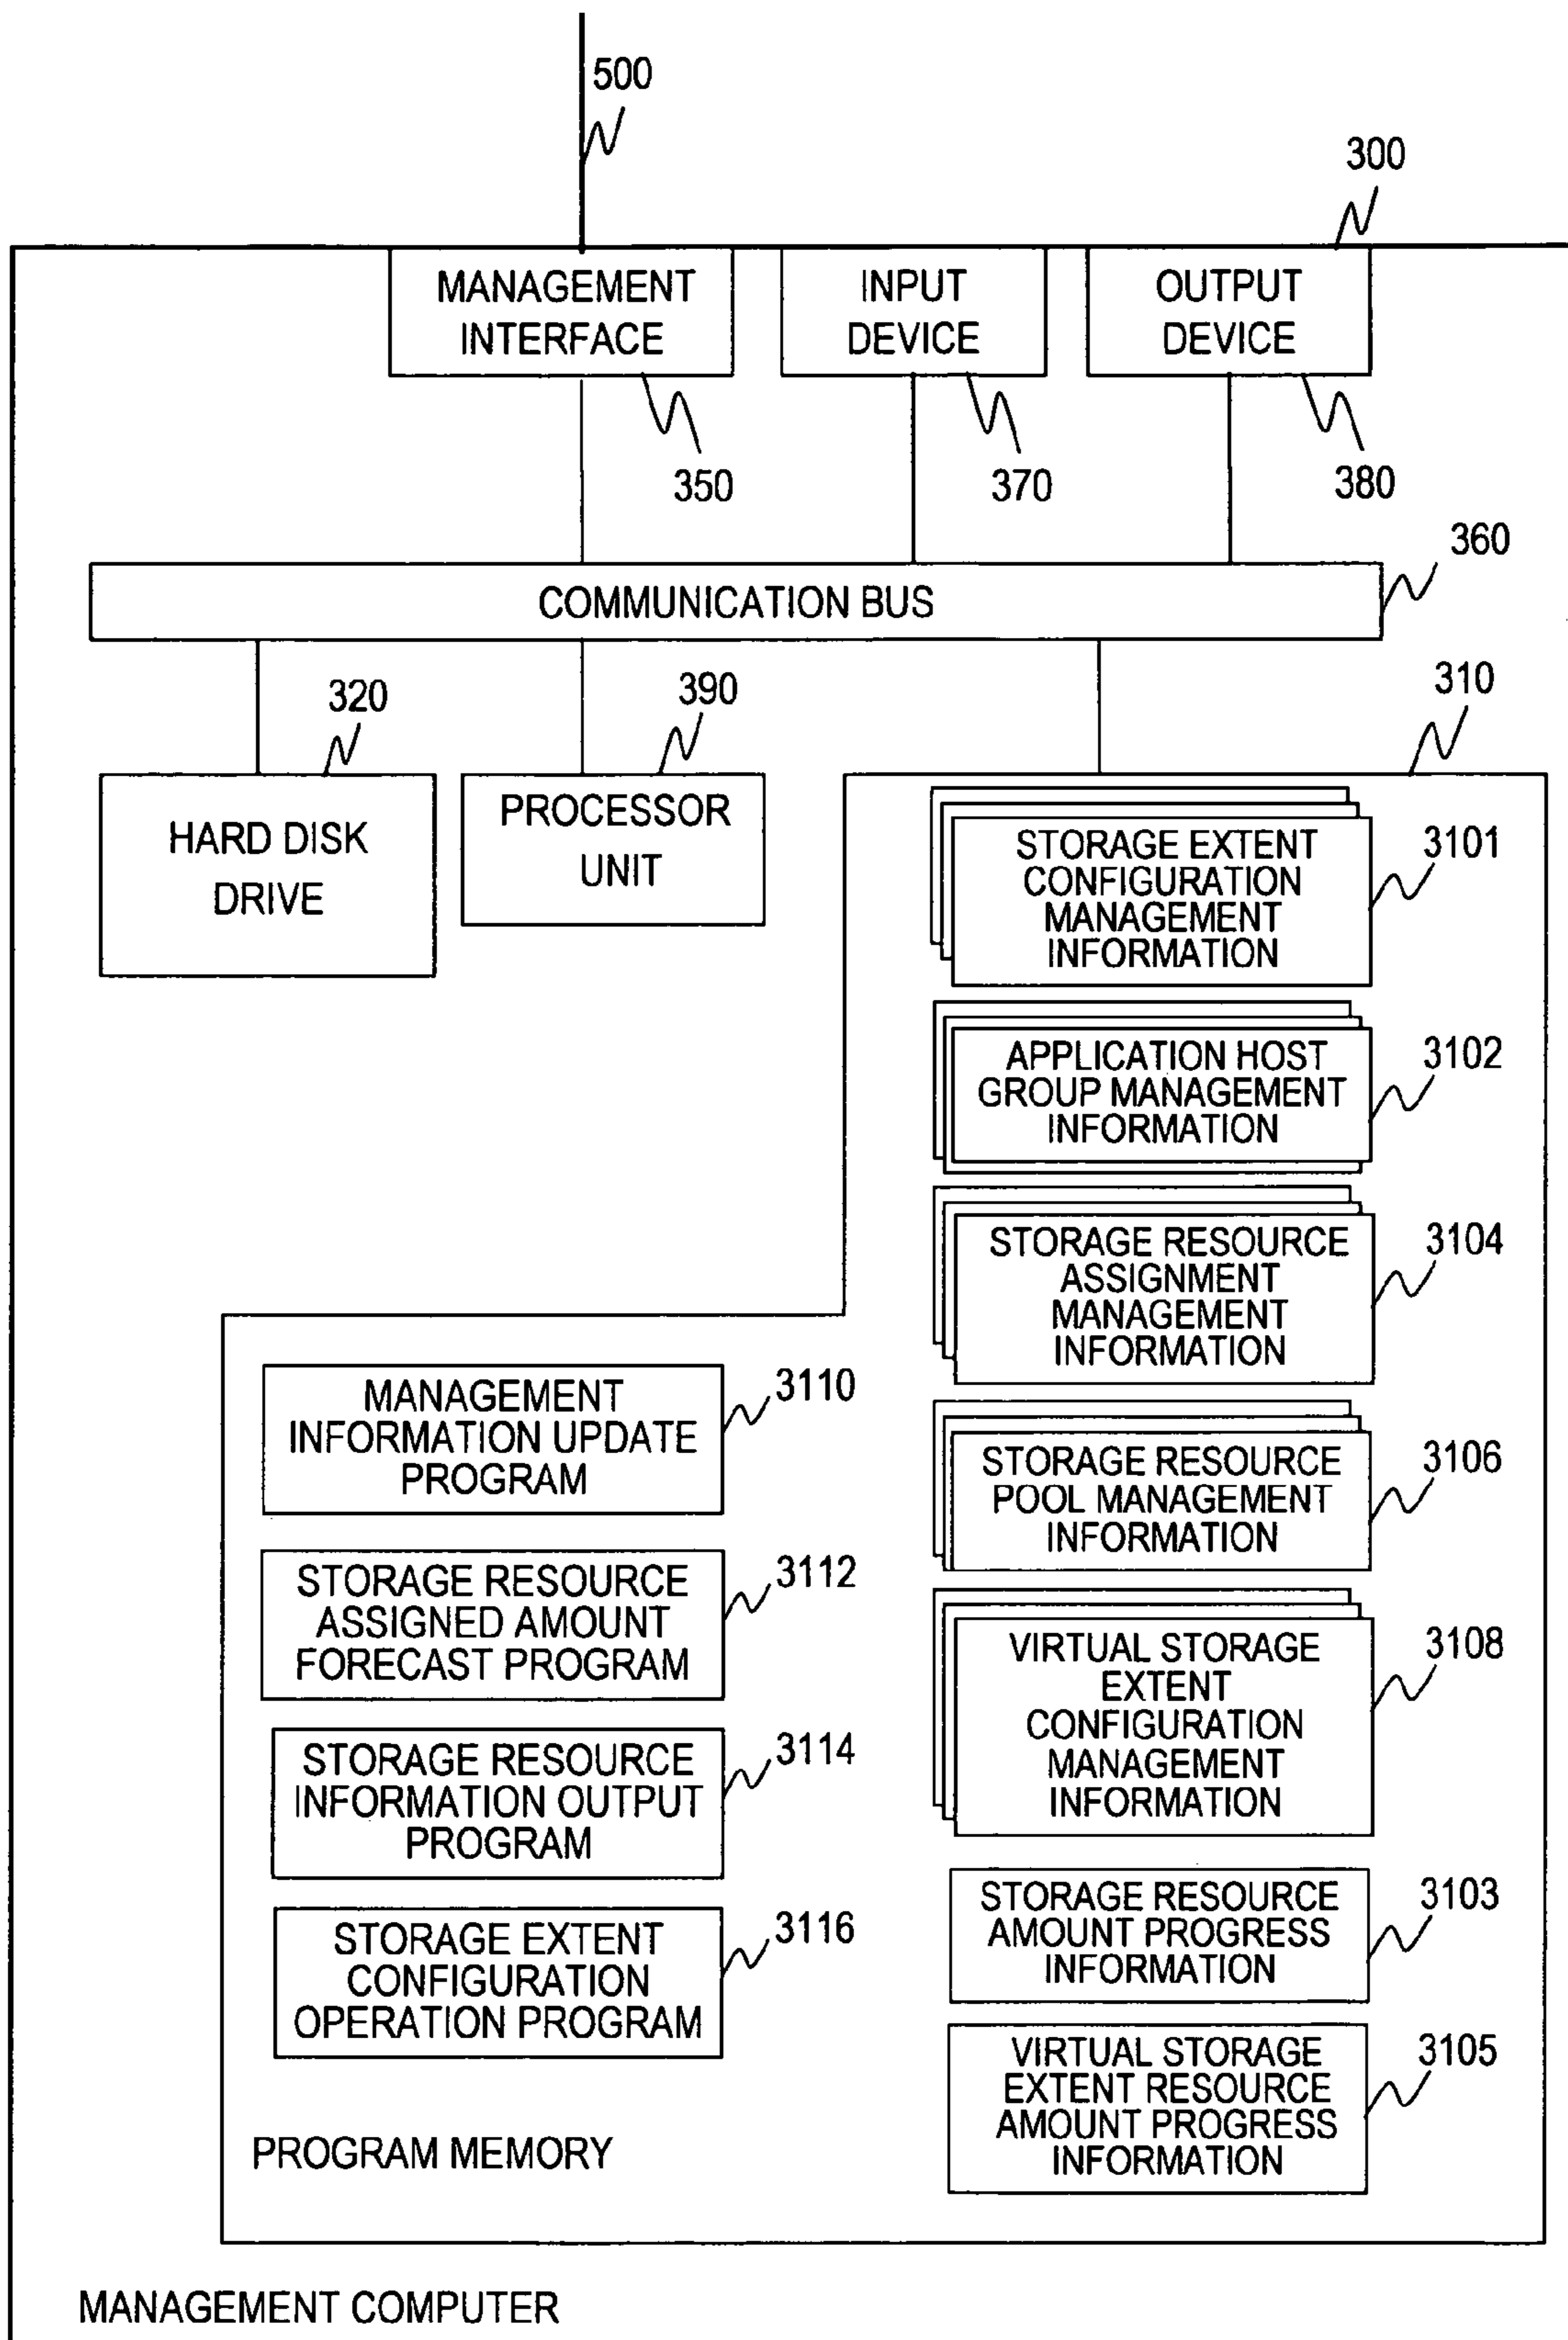 500
300
MANAGEMENT
INTERFACE
INPUT
DEVICE
OUTPUT
DEVICE
350
370
380
360
COMMUNICATION BUS
320
390
310
HARD DISK
DRIVE
PROCESSOR
UNIT
STORAGE EXTENT
CONFIGURATION
MANAGEMENT
INFORMATION
3101
APPLICATION HOST
GROUP MANAGEMENT
INFORMATION
3102
STORAGE RESOURCE
ASSIGNMENT
MANAGEMENT
INFORMATION
3104
MANAGEMENT
INFORMATION UPDATE
PROGRAM
3110
STORAGE RESOURCE
POOL MANAGEMENT
INFORMATION
3106
STORAGE RESOURCE
ASSIGNED AMOUNT
FORECAST PROGRAM
3112
VIRTUAL STORAGE
EXTENT
CONFIGURATION
MANAGEMENT
INFORMATION
3108
STORAGE RESOURCE
INFORMATION OUTPUT
PROGRAM
3114
STORAGE RESOURCE
AMOUNT PROGRESS
INFORMATION
3103
STORAGE EXTENT
CONFIGURATION
OPERATION PROGRAM
3116
VIRTUAL STORAGE
EXTENT RESOURCE
AMOUNT PROGRESS
INFORMATION
3105
PROGRAM MEMORY
MANAGEMENT COMPUTER